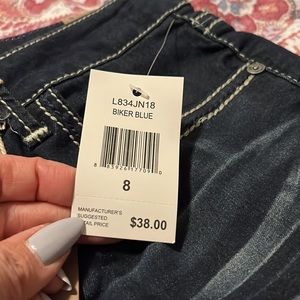 L834JN18
BIKER BLUE
8
MANUFACTURER'S
SUGGESTED
RETAIL PRICE
$38.00